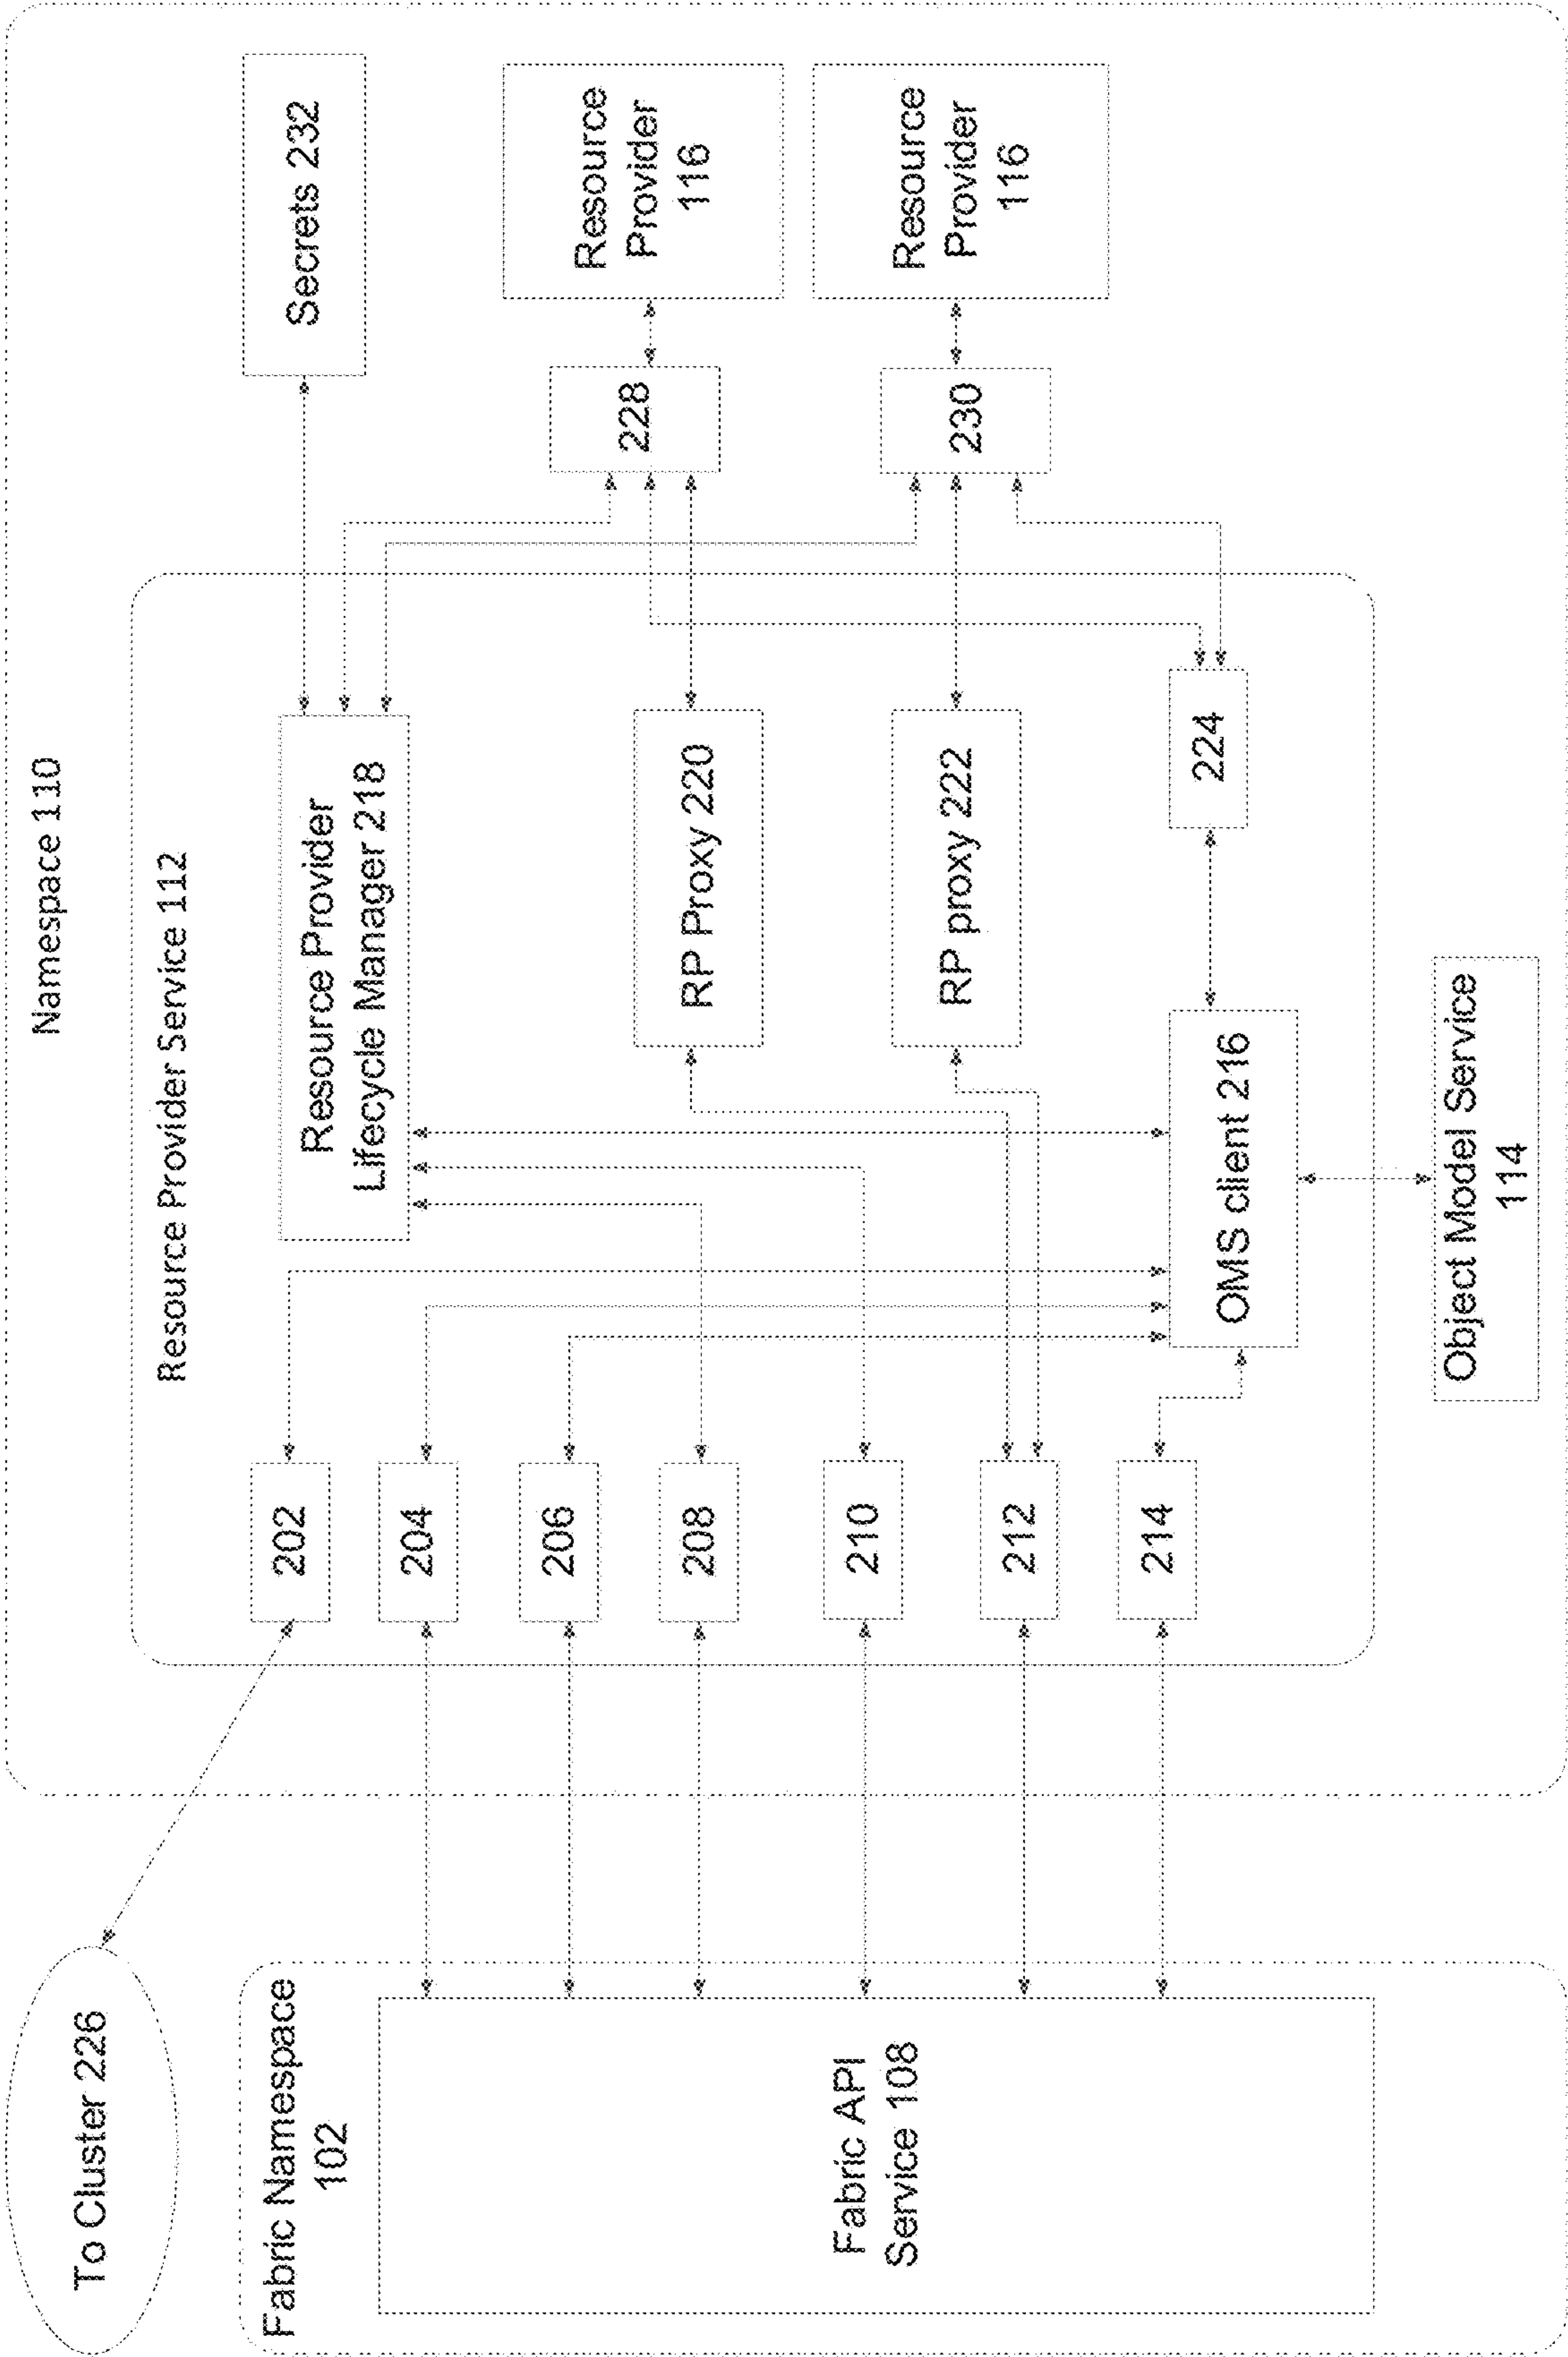 To Cluster 226
Fabric Namespace
102
Fabric API
Service 108
Namespace 110
Resource Provider Service 112
202
204
206
208
210
212
214
Resource Provider
Lifecycle Manager 218
RP Proxy 220
RP proxy 222
OMS client 216
224
Object Model Service
114
Secrets 232
228
Resource
Provider
116
230
Resource
Provider
116